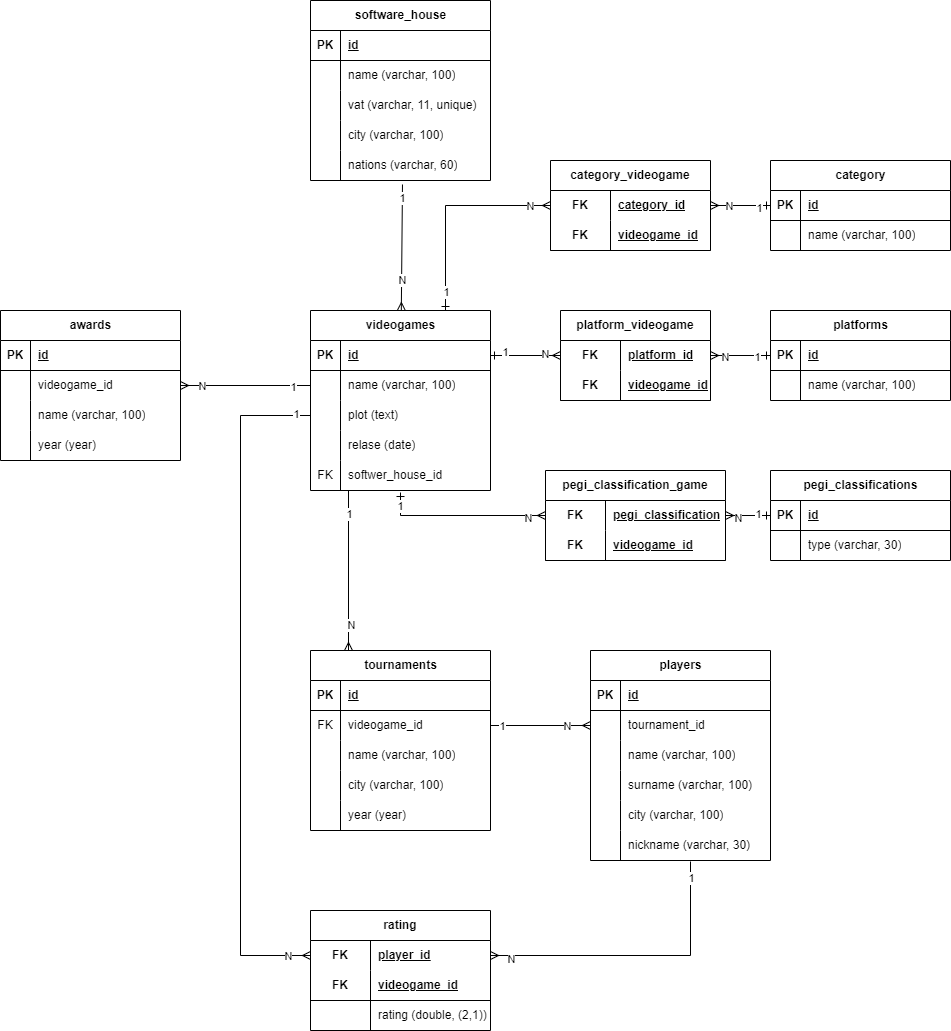 software_house
PK id
name (varchar, 100)
vat (varchar, 11, unique)
city (varchar, 100)
nations (varchar, 60)
1
N
category_videogame
FK category_id
FK videogame_id
N
1
N
1
category
PK id
name (varchar, 100)
awards
PK id
videogame_id
name (varchar, 100)
year (year)
N
1
1
videogames
PK id
name (varchar, 100)
plot (text)
relase (date)
FK softwer_house_id
1
N
platform_videogame
FK platform_id
FK videogame_id
N
1
platforms
PK id
name (varchar, 100)
1
N
pegi_classification_game
FK pegi_classification
FK videogame_id
N
1
pegi_classifications
PK id
type (varchar, 30)
1
N
tournaments
PK id
FK videogame_id
name (varchar, 100)
city (varchar, 100)
year (year)
1
N
players
PK id
tournament_id
name (varchar, 100)
surname (varchar, 100)
city (varchar, 100)
nickname (varchar, 30)
1
N
N
rating
FK player_id
FK videogame_id
rating (double, (2,1))